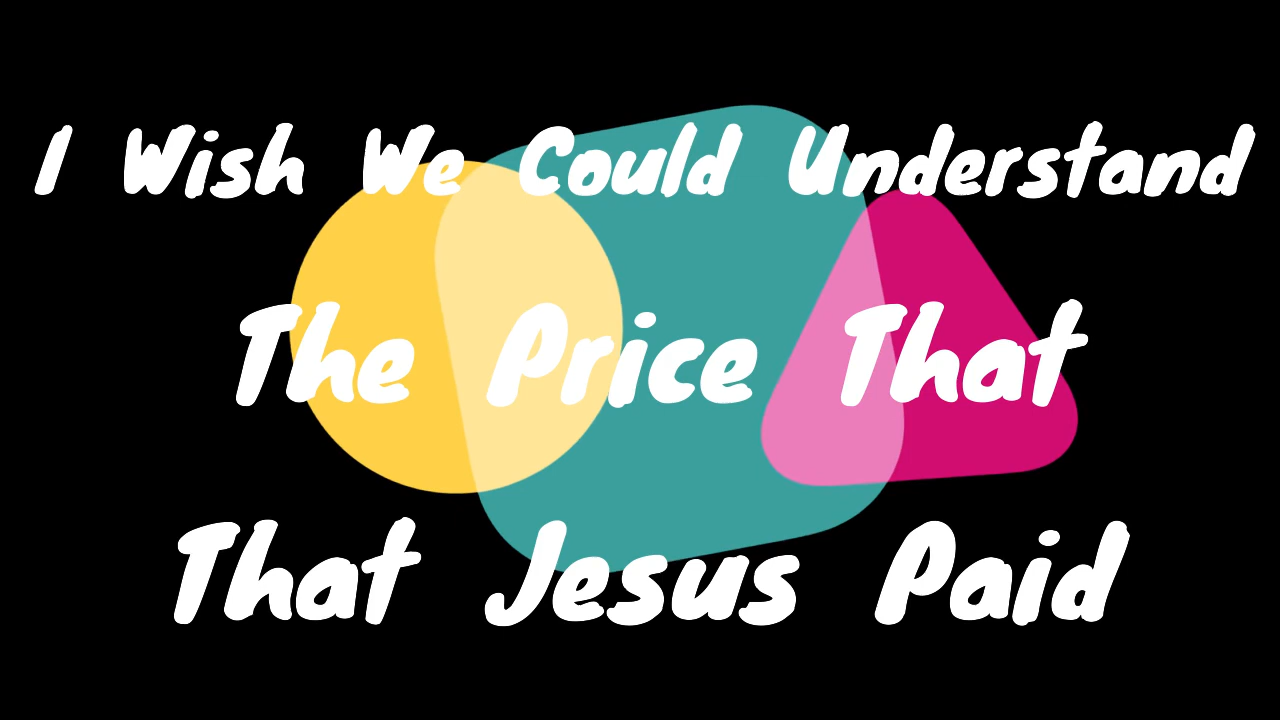 I Wish We Could Understand
The Price That
That Jesus Paid